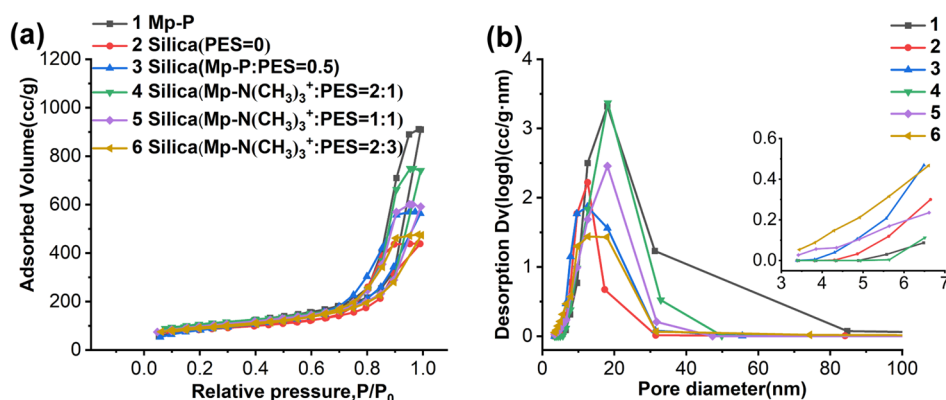 (a)
1 Mp-P
2 Silica(PES=0)
3 Silica(Mp-P:PES=0.5)
4 Silica(Mp-N(CH₃)₃⁺:PES=2:1)
5 Silica(Mp-N(CH₃)₃⁺:PES=1:1)
6 Silica(Mp-N(CH₃)₃⁺:PES=2:3)
Adsorbed Volume(cc/g)
1200
1000
800
600
400
200
0
0.0 0.2 0.4 0.6 0.8 1.0
Relative pressure,P/P₀
(b)
1
2
3
4
5
6
Desorption Dv(logd)(cc/g·nm)
4
3
2
1
0
0 20 40 60 80 100
Pore diameter(nm)
0.6
0.4
0.2
0.0
3 4 5 6 7